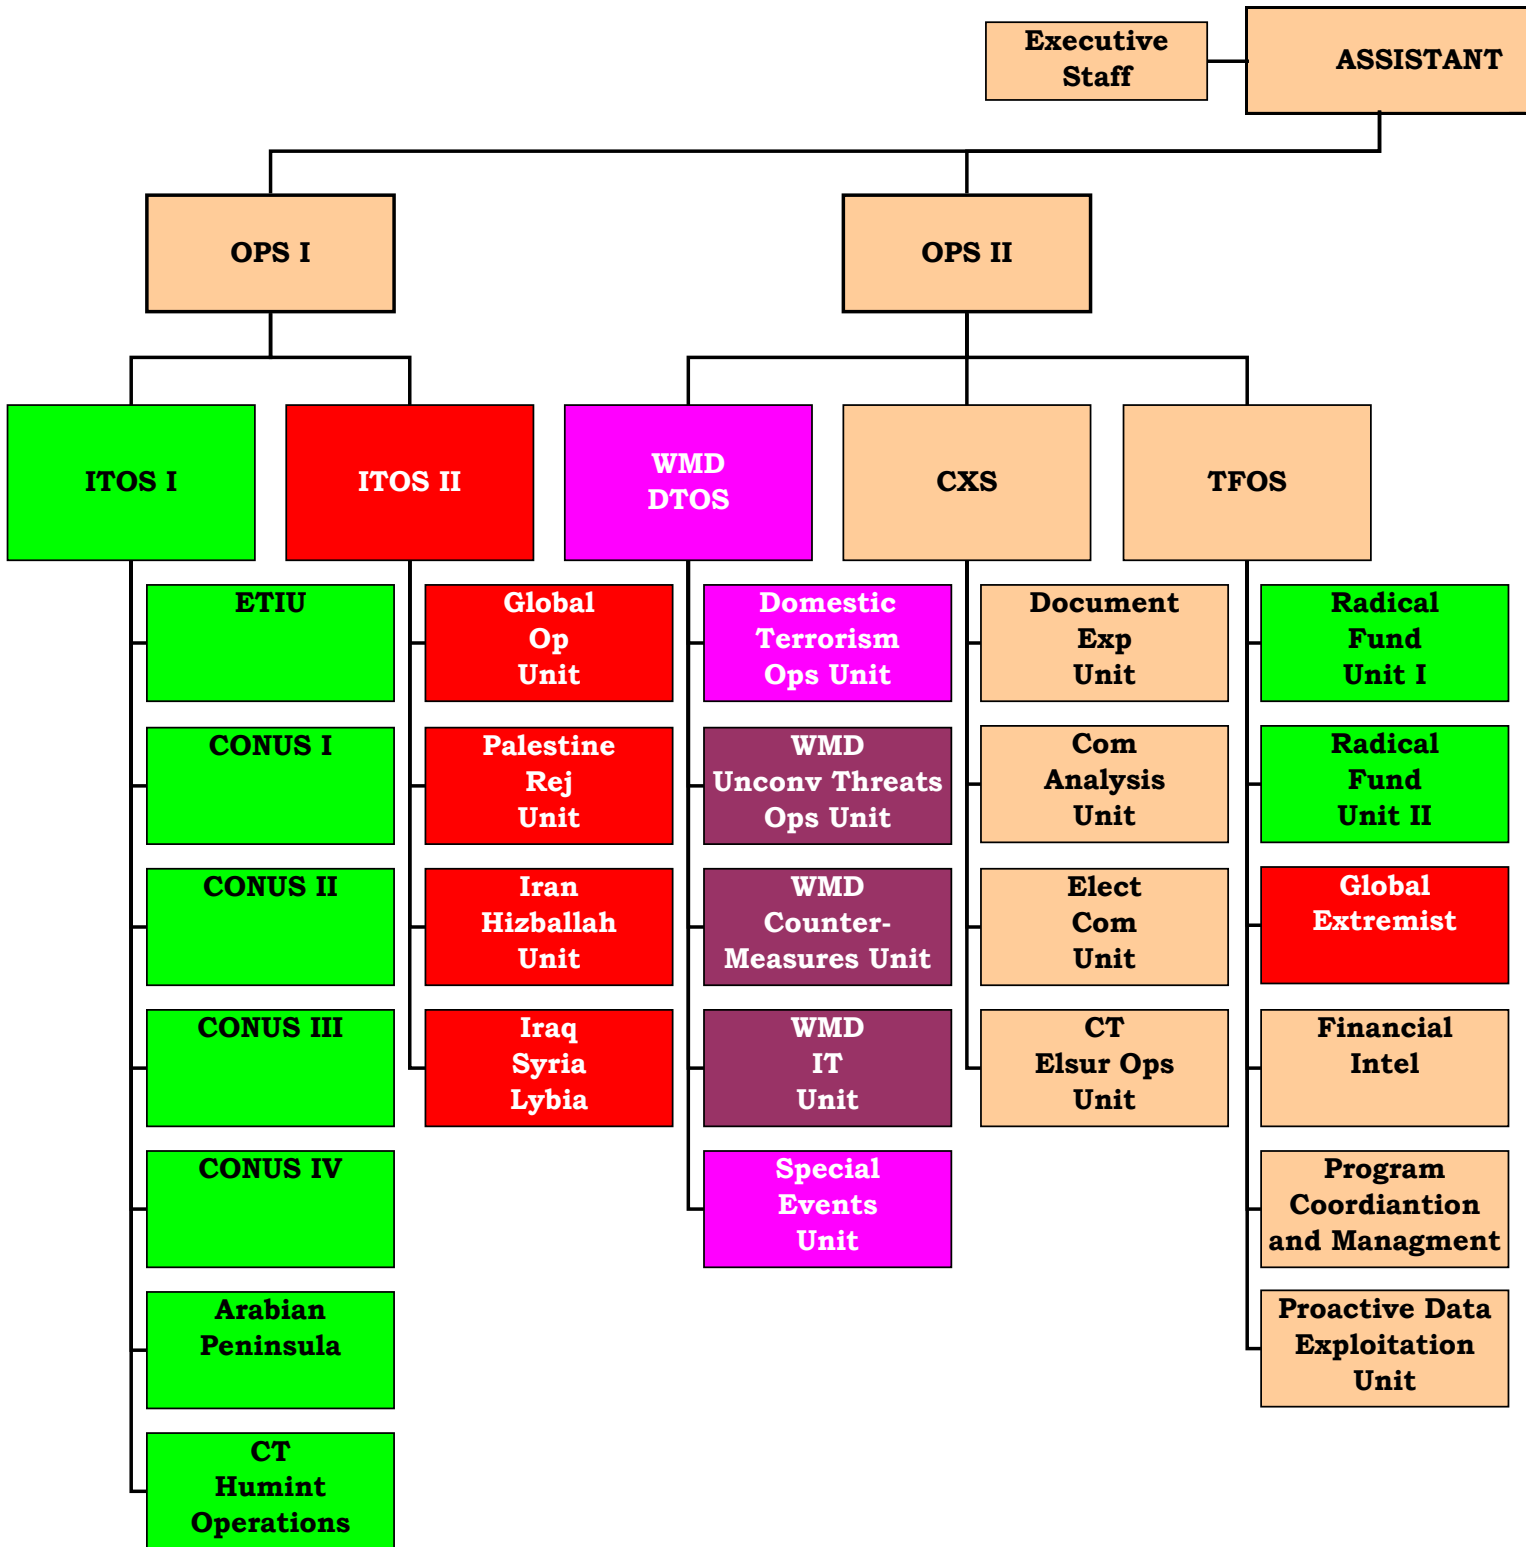 Executive
Staff
ASSISTANT
OPS I
OPS II
ITOS I
ITOS II
WMD
DTOS
CXS
TFOS
ETIU
CONUS I
CONUS II
CONUS III
CONUS IV
Arabian
Peninsula
CT
Humint
Operations
Global
Op
Unit
Palestine
Rej
Unit
Iran
Hizballah
Unit
Iraq
Syria
Lybia
Domestic
Terrorism
Ops Unit
WMD
Unconv Threats
Ops Unit
WMD
Counter-
Measures Unit
WMD
IT
Unit
Special
Events
Unit
Document
Exp
Unit
Com
Analysis
Unit
Elect
Com
Unit
CT
Elsur Ops
Unit
Radical
Fund
Unit I
Radical
Fund
Unit II
Global
Extremist
Financial
Intel
Program
Coordiantion
and Managment
Proactive Data
Exploitation
Unit